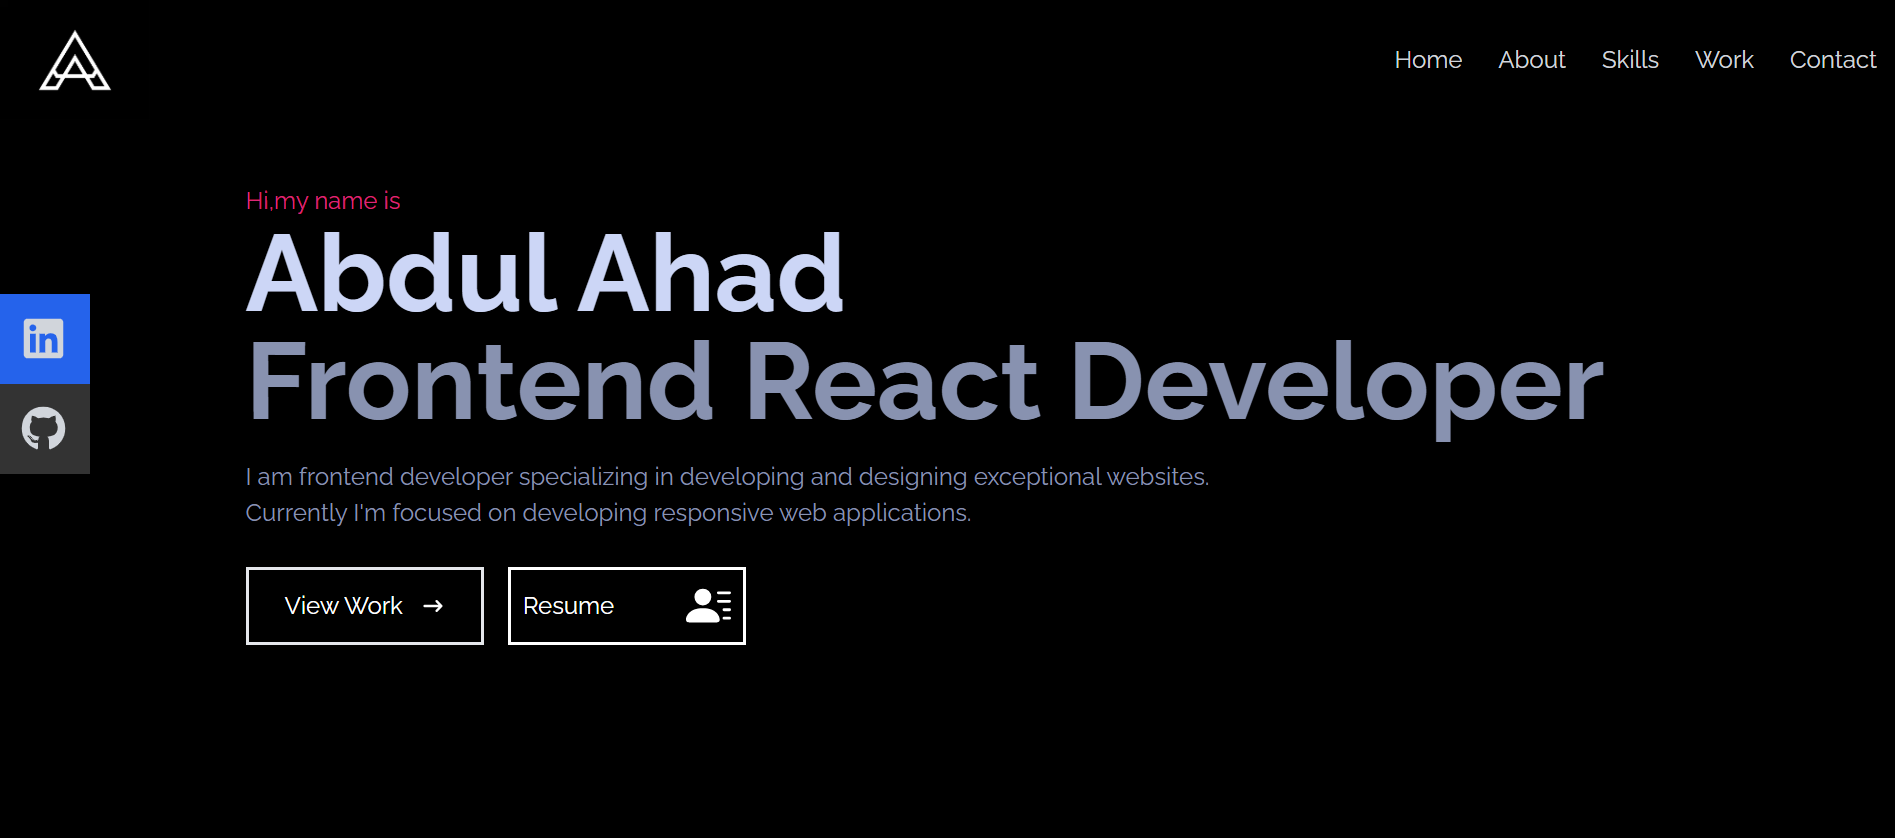 Home About Skills Work Contact
Hi,my name is
Abdul Ahad
Frontend React Developer
I am frontend developer specializing in developing and designing exceptional websites.
Currently I'm focused on developing responsive web applications.
View Work
Resume
in